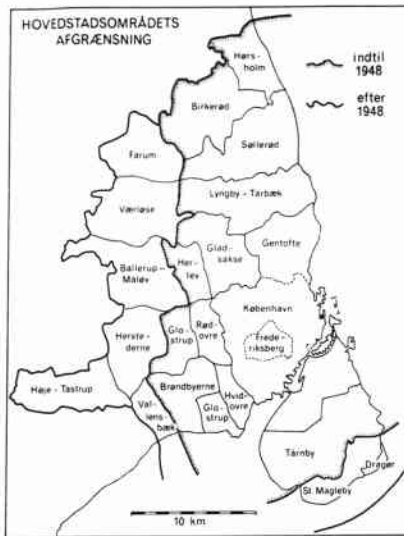 HOVEDSTADSOMRÅDETS
AFGRÆNSNING
indtil
1948
efter
1948
Hørs-
holm
Birkerød
Søllerød
Farum
Lyngby - Tarbæk
Værløse
Gentofte
Glad-
sakse
Her-
lev
Ballerup -
Måløv
København
Frede-
riksberg
Glo-
strup
Rød-
ovre
Herste-
derne
Høje - Tastrup
Brøndbyerne
Hvid-
ovre
Glo-
strup
Val-
lens-
bæk
Tårnby
Dragør
St. Magleby
10 km